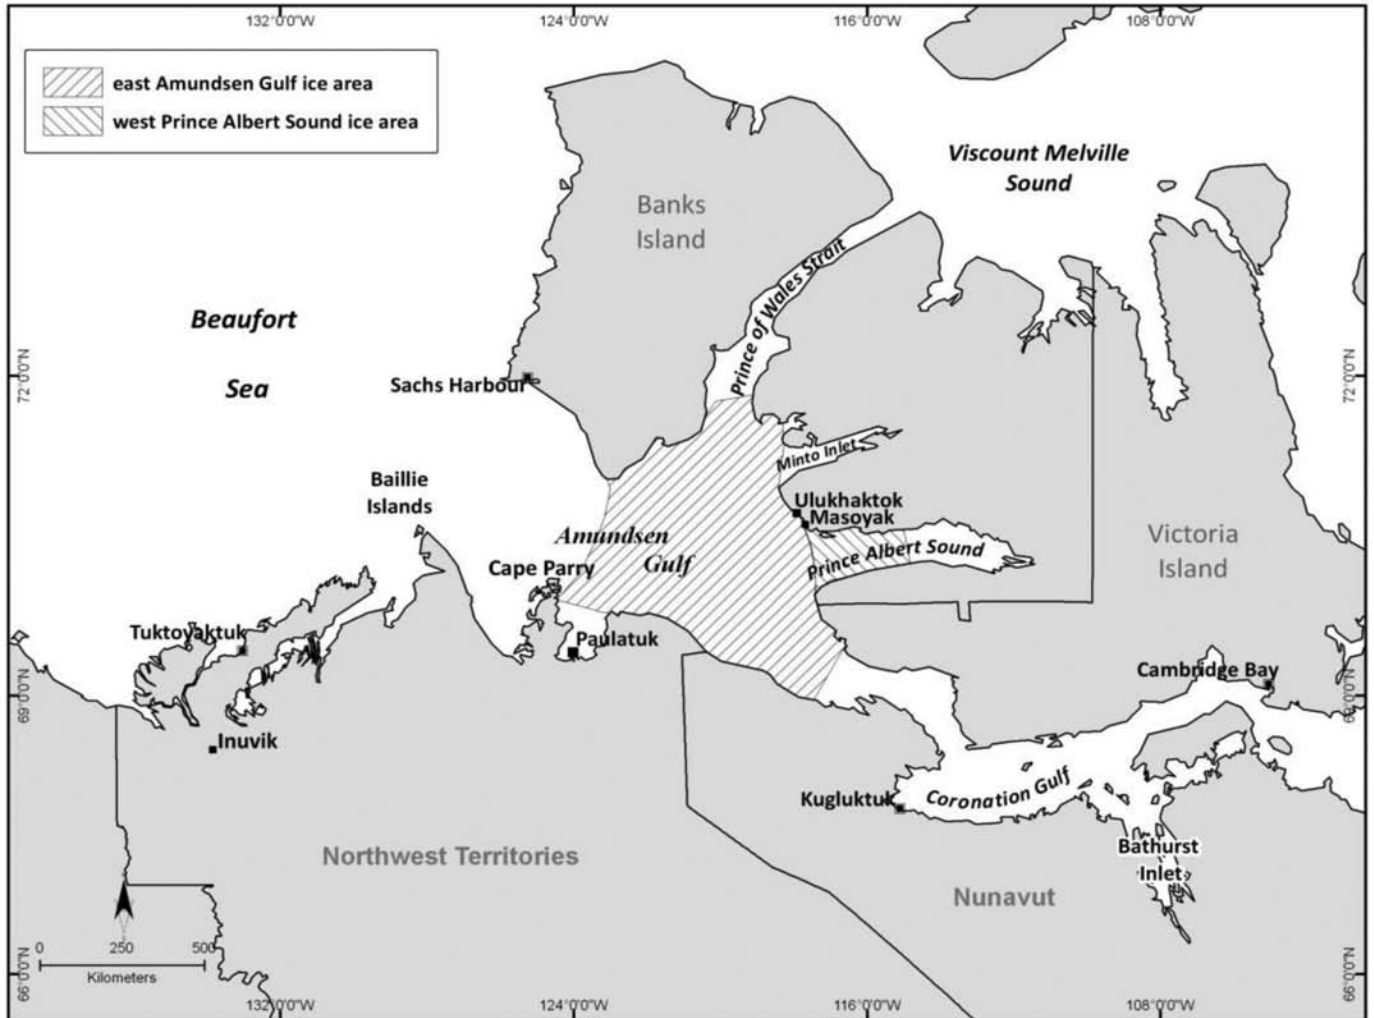 132°0'0"W
124°0'0"W
116°0'0"W
108°0'0"W
east Amundsen Gulf ice area
west Prince Albert Sound ice area
Viscount Melville
Sound
Banks
Island
Prince of Wales Strait
Beaufort
Sea
72°0'0"N
72°0'0"N
Sachs Harbour
Minto Inlet
Baillie
Islands
Ulukhaktok
Masoyak
Amundsen
Gulf
Prince Albert Sound
Victoria
Island
Cape Parry
Tuktoyaktuk
Paulatuk
Cambridge Bay
69°0'0"N
69°0'0"N
Inuvik
Kugluktuk
Coronation Gulf
Bathurst
Inlet
Northwest Territories
Nunavut
0
250
500
Kilometers
66°0'0"N
66°0'0"N
132°0'0"W
124°0'0"W
116°0'0"W
108°0'0"W